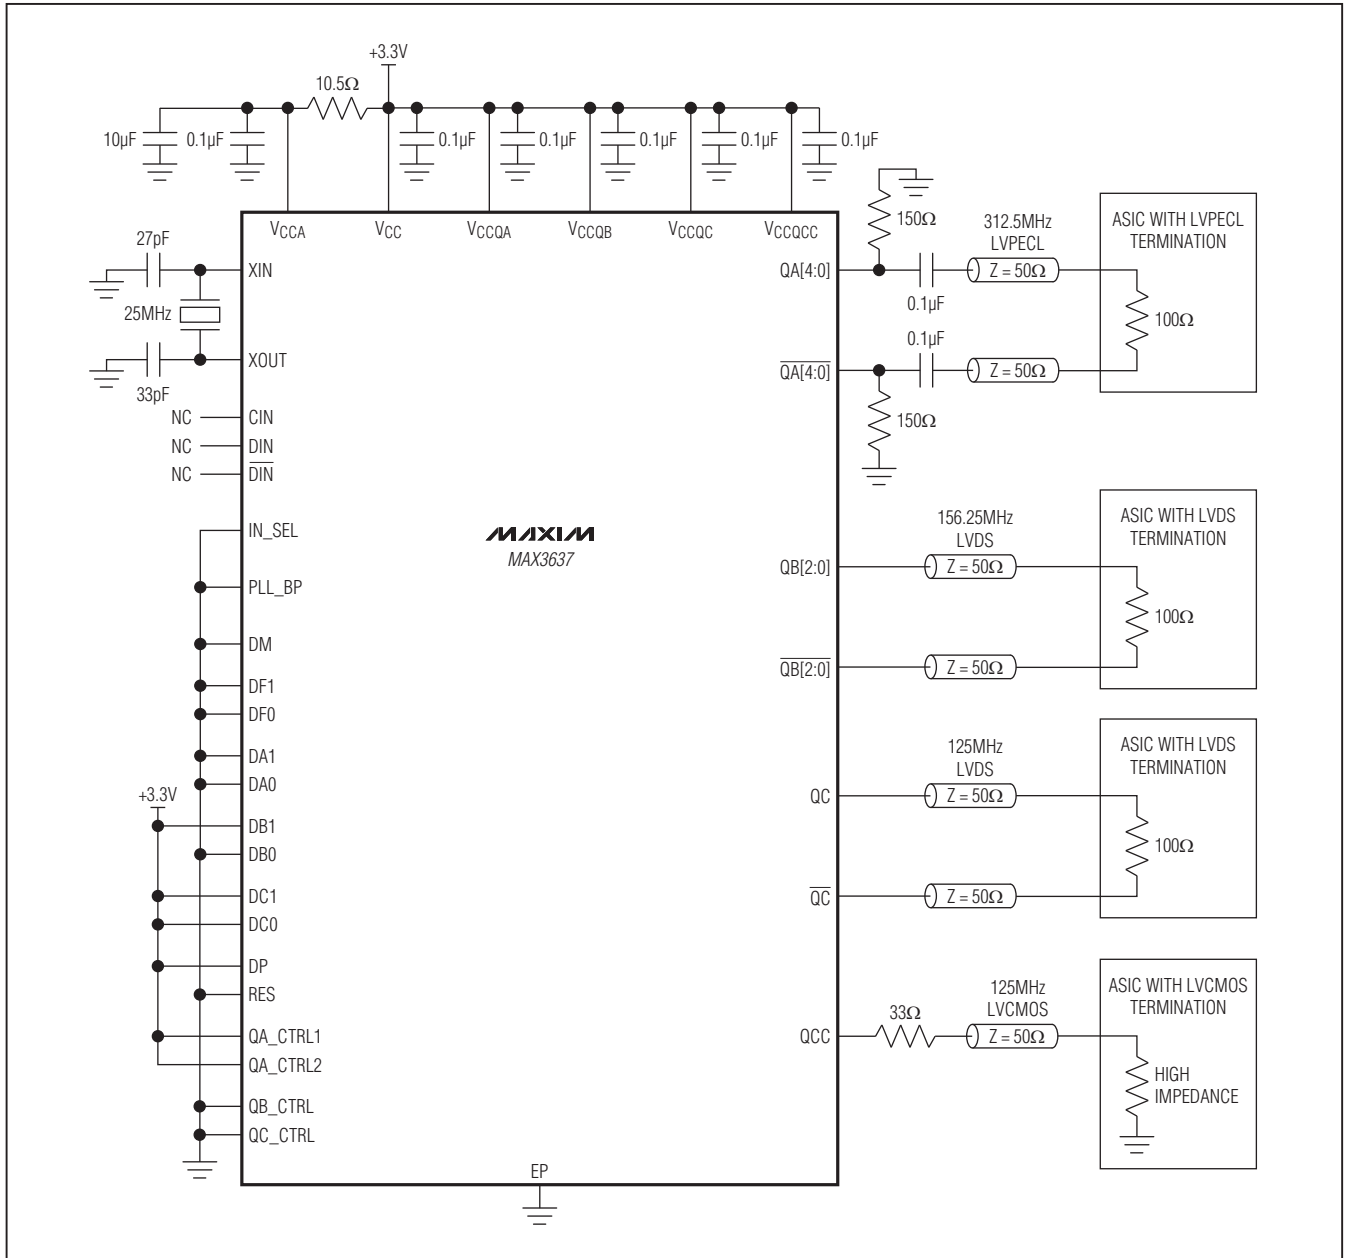 +3.3V
10.5Ω
10µF
0.1µF
0.1µF
0.1µF
0.1µF
0.1µF
0.1µF
VCCA
VCC
VCCQA
VCCQB
VCCQC
VCCQCC
27pF
25MHz
33pF
XIN
XOUT
NC
CIN
NC
DIN
NC
DIN
IN_SEL
PLL_BP
DM
DF1
DF0
DA1
DA0
+3.3V
DB1
DB0
DC1
DC0
DP
RES
QA_CTRL1
QA_CTRL2
QB_CTRL
QC_CTRL
MAXIM
MAX3637
EP
QA[4:0]
150Ω
0.1µF
312.5MHz
LVPECL
Z = 50Ω
ASIC WITH LVPECL
TERMINATION
100Ω
QA[4:0]
0.1µF
150Ω
Z = 50Ω
QB[2:0]
156.25MHz
LVDS
Z = 50Ω
ASIC WITH LVDS
TERMINATION
100Ω
QB[2:0]
Z = 50Ω
QC
125MHz
LVDS
Z = 50Ω
ASIC WITH LVDS
TERMINATION
100Ω
QC
Z = 50Ω
QCC
33Ω
125MHz
LVCMOS
Z = 50Ω
ASIC WITH LVCMOS
TERMINATION
HIGH
IMPEDANCE